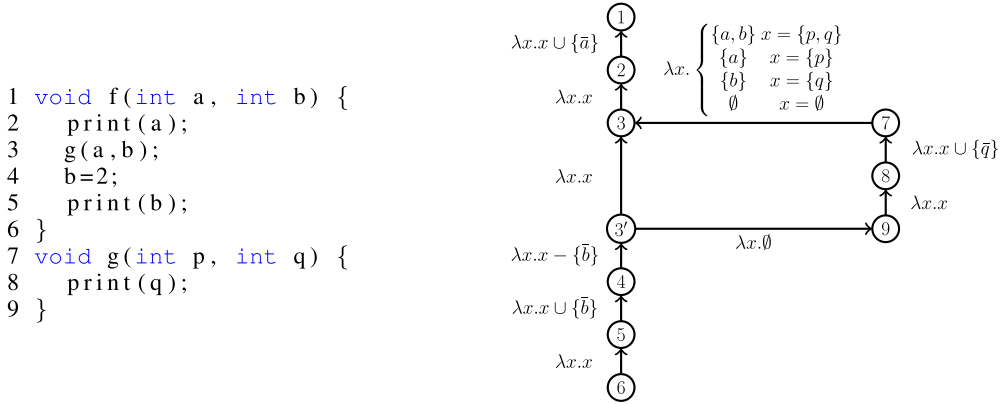 1 void f(int a, int b) {
2 print(a);
3 g(a,b);
4 b=2;
5 print(b);
6 }
7 void g(int p, int q) {
8 print(q);
9 }
1
λx.x ∪ {ā}
2
λx.x
3
λx.x
3′
λx.x − {b̄}
4
λx.x ∪ {b̄}
5
λx.x
6
λx. {
{a, b} x = {p, q}
{a} x = {p}
{b} x = {q}
∅ x = ∅
7
λx.x ∪ {q̄}
8
λx.x
9
λx.∅